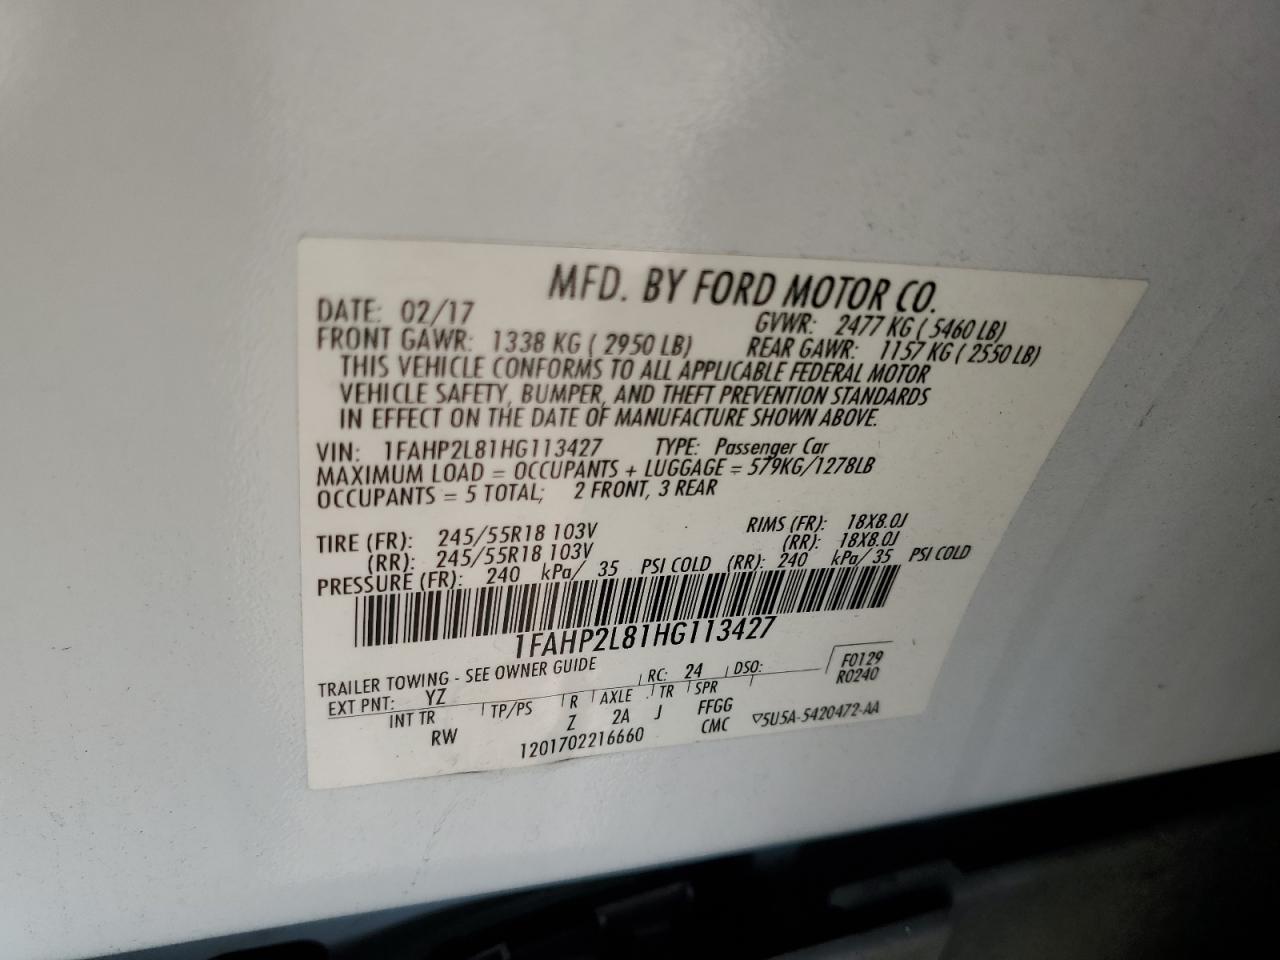 MFD. BY FORD MOTOR CO.
DATE: 02/17 GVWR: 2477 KG ( 5460 LB)
FRONT GAWR: 1338 KG ( 2950 LB) REAR GAWR: 1157 KG ( 2550 LB)
THIS VEHICLE CONFORMS TO ALL APPLICABLE FEDERAL MOTOR
VEHICLE SAFETY, BUMPER, AND THEFT PREVENTION STANDARDS
IN EFFECT ON THE DATE OF MANUFACTURE SHOWN ABOVE.
VIN: 1FAHP2L81HG113427 TYPE: Passenger Car
MAXIMUM LOAD = OCCUPANTS + LUGGAGE = 579KG/1278LB
OCCUPANTS = 5 TOTAL; 2 FRONT, 3 REAR
TIRE (FR): 245/55R18 103V RIMS (FR): 18X8.0J
(RR): 245/55R18 103V (RR): 18X8.0J
PRESSURE (FR): 240 kPa/ 35 PSI COLD (RR): 240 kPa/ 35 PSI COLD
1FAHP2L81HG113427
TRAILER TOWING - SEE OWNER GUIDE
F0129
EXT PNT: YZ RC: 24 DSO: R0240
INT TR TP/PS R AXLE TR SPR
RW Z 2A J FFGG
1201702216660 CMC ▽5U5A-5420472-AA